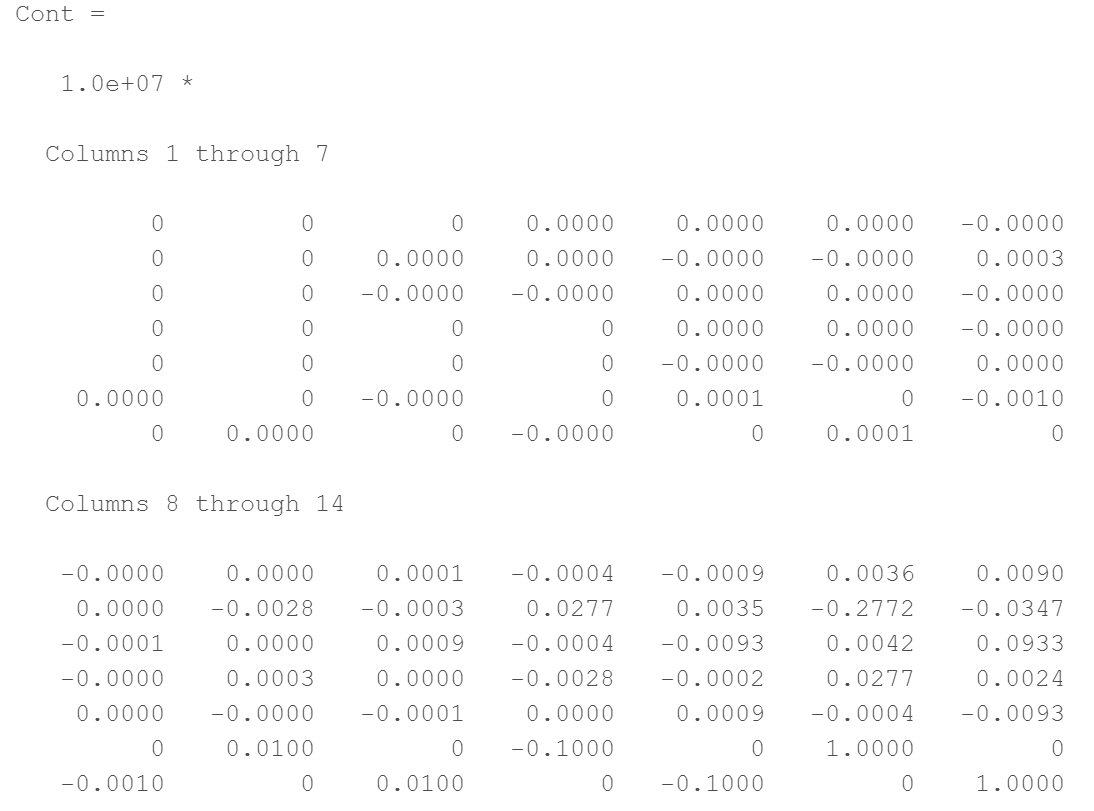 Cont =
1.0e+07 *
Columns 1 through 7
0 0 0 0.0000 0.0000 0.0000 -0.0000
0 0 0.0000 0.0000 -0.0000 -0.0000 0.0003
0 0 -0.0000 -0.0000 0.0000 0.0000 -0.0000
0 0 0 0 0.0000 0.0000 -0.0000
0 0 0 0 -0.0000 -0.0000 0.0000
0.0000 0 -0.0000 0 0.0001 0 -0.0010
0 0.0000 0 -0.0000 0 0.0001 0
Columns 8 through 14
-0.0000 0.0000 0.0001 -0.0004 -0.0009 0.0036 0.0090
0.0000 -0.0028 -0.0003 0.0277 0.0035 -0.2772 -0.0347
-0.0001 0.0000 0.0009 -0.0004 -0.0093 0.0042 0.0933
-0.0000 0.0003 0.0000 -0.0028 -0.0002 0.0277 0.0024
0.0000 -0.0000 -0.0001 0.0000 0.0009 -0.0004 -0.0093
0 0.0100 0 -0.1000 0 1.0000 0
-0.0010 0 0.0100 0 -0.1000 0 1.0000